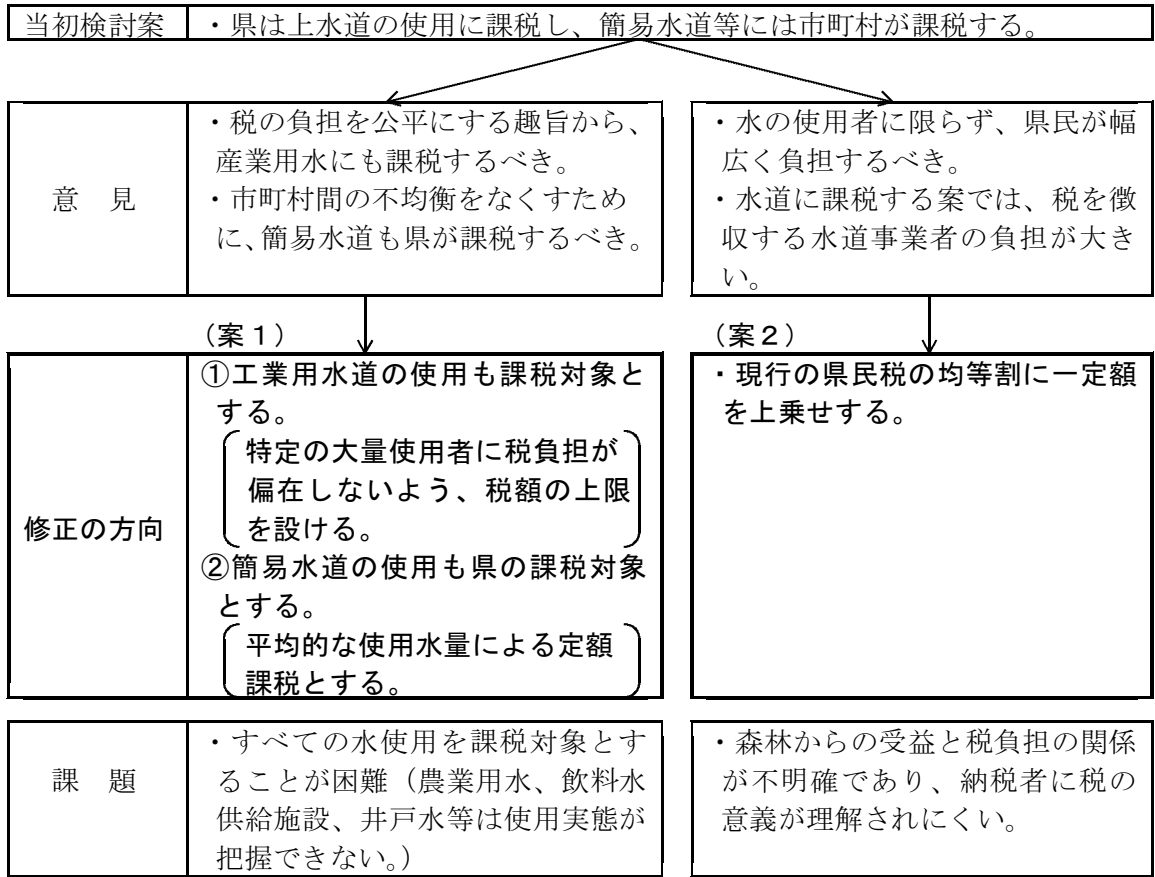 当初検討案 ・県は上水道の使用に課税し、簡易水道等には市町村が課税する。
意 見
・税の負担を公平にする趣旨から、
産業用水にも課税するべき。
・市町村間の不均衡をなくすため
に、簡易水道も県が課税するべき。
・水の使用者に限らず、県民が幅
広く負担するべき。
・水道に課税する案では、税を徴
収する水道事業者の負担が大き
い。
(案1)
(案2)
修正の方向
①工業用水道の使用も課税対象と
する。
特定の大量使用者に税負担が
偏在しないよう、税額の上限
を設ける。
②簡易水道の使用も県の課税対象
とする。
平均的な使用水量による定額
課税とする。
・現行の県民税の均等割に一定額
を上乗せする。
課 題
・すべての水使用を課税対象とす
ることが困難(農業用水、飲料水
供給施設、井戸水等は使用実態が
把握できない。)
・森林からの受益と税負担の関係
が不明確であり、納税者に税の
意義が理解されにくい。